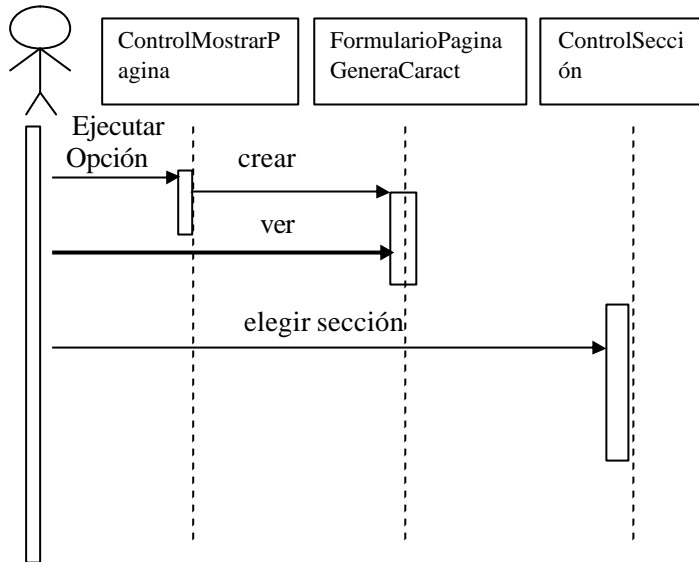 ControlMostrarP
agina
FormularioPagina
GeneraCaract
ControlSecci
ón
Ejecutar
Opción
crear
ver
elegir sección